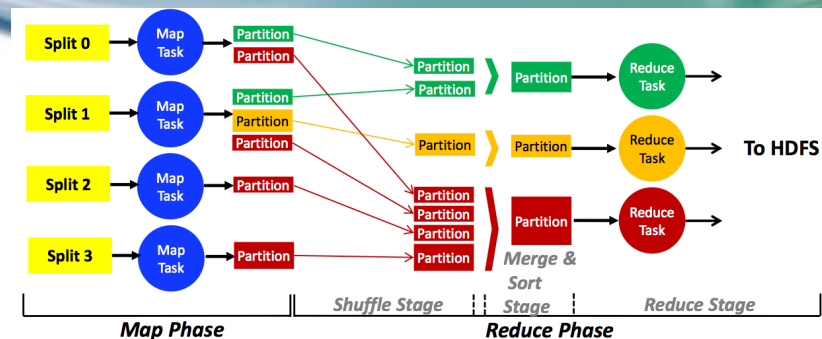 Split 0
Map
Task
Partition
Partition
Split 1
Map
Task
Partition
Partition
Partition
Split 2
Map
Task
Partition
Split 3
Map
Task
Partition
Partition
Partition
Partition
Partition
Partition
Partition
Partition
Partition
Partition
Partition
Reduce
Task
Reduce
Task
Reduce
Task
To HDFS
Shuffle Stage
Merge &
Sort
Stage
Reduce Stage
Map Phase
Reduce Phase